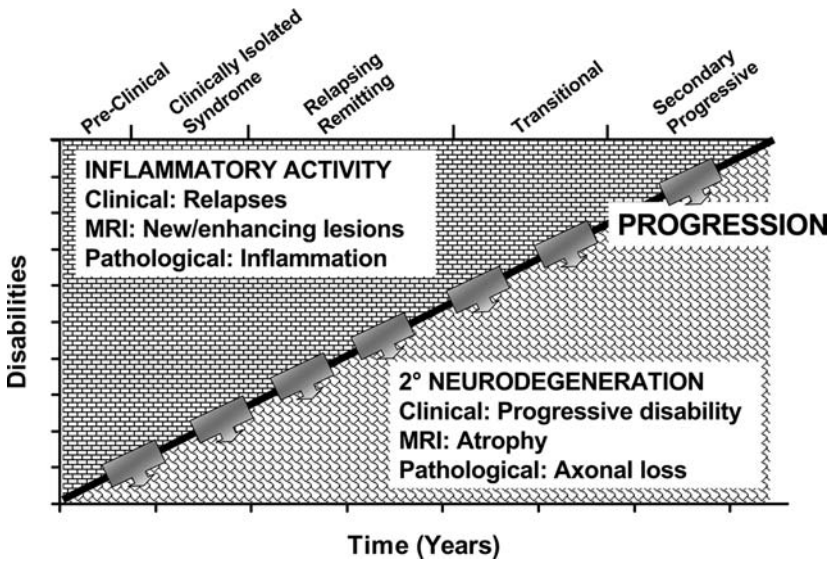 Pre-Clinical
Clinically Isolated
Syndrome
Relapsing
Remitting
Transitional
Secondary
Progressive
INFLAMMATORY ACTIVITY
Clinical: Relapses
MRI: New/enhancing lesions
Pathological: Inflammation
PROGRESSION
Disabilities
2° NEURODEGENERATION
Clinical: Progressive disability
MRI: Atrophy
Pathological: Axonal loss
Time (Years)